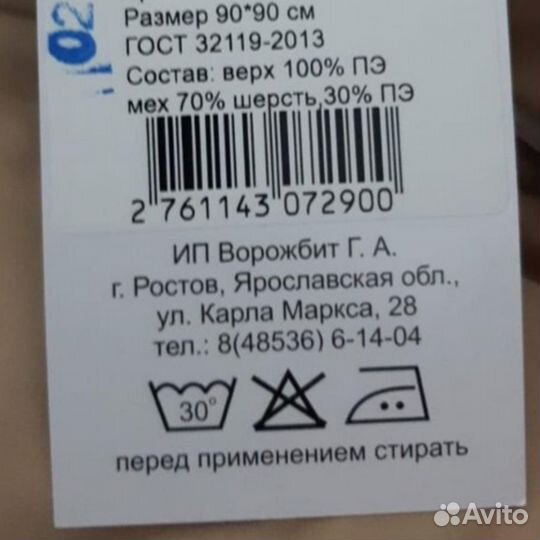 Размер 90*90 см
ГОСТ 32119-2013
Состав: верх 100% ПЭ
мех 70% шерсть,30% ПЭ
2 761143 072900
ИП Ворожбит Г. А.
г. Ростов, Ярославская обл.,
ул. Карла Маркса, 28
тел.: 8(48536) 6-14-04
30°
перед применением стирать
Avito